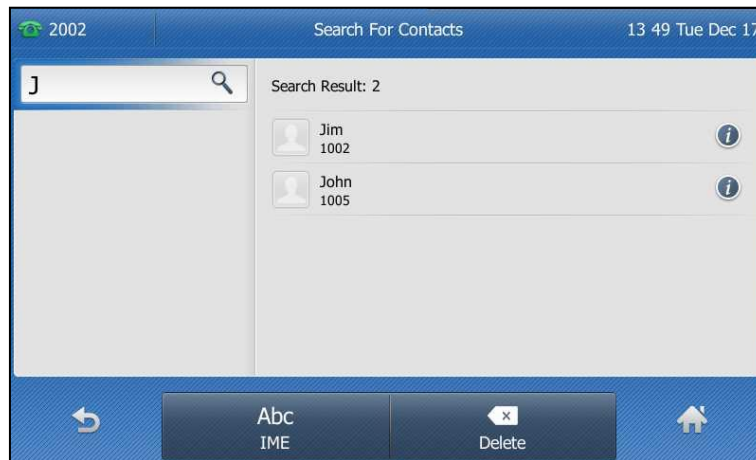 2002 Search For Contacts 13 49 Tue Dec 17
J
Search Result: 2
Jim
1002
John
1005
Abc
IME
Delete